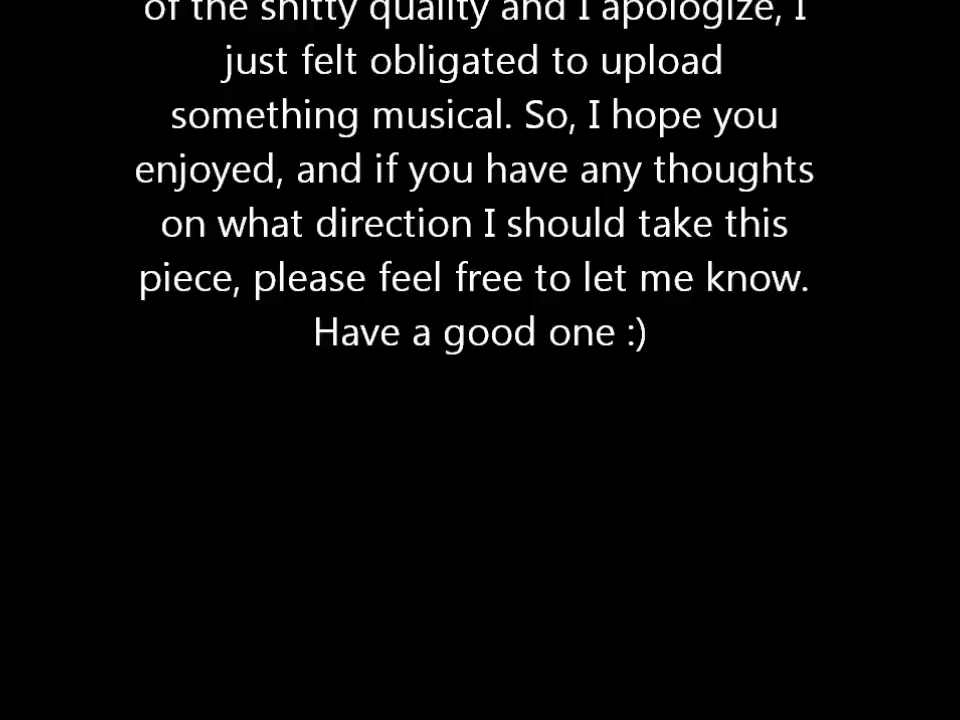 of the shitty quality and I apologize, I
just felt obligated to upload
something musical. So, I hope you
enjoyed, and if you have any thoughts
on what direction I should take this
piece, please feel free to let me know.
Have a good one :)